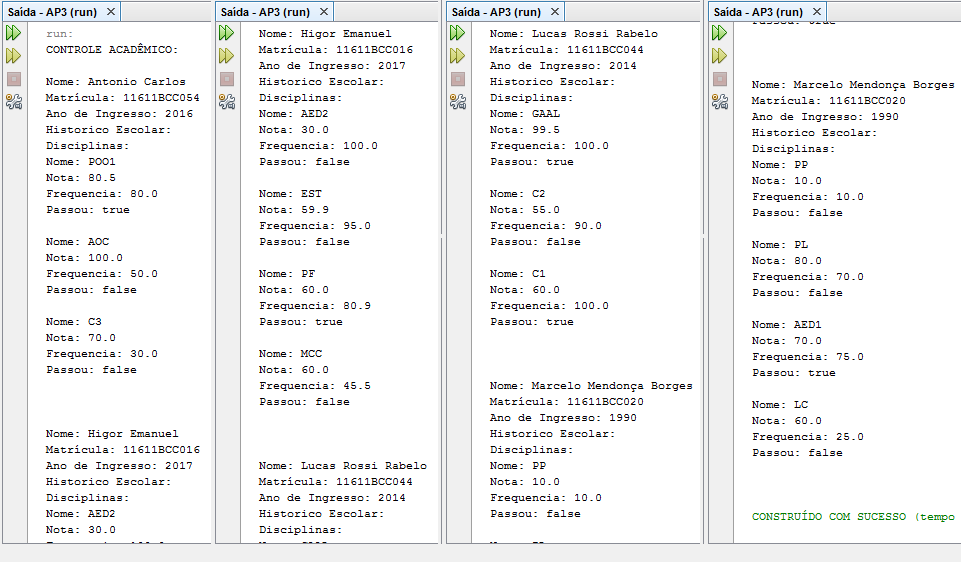 Saída - AP3 (run)
run:
CONTROLE ACADÊMICO:
Nome: Antonio Carlos
Matrícula: 11611BCC054
Ano de Ingresso: 2016
Historico Escolar:
Disciplinas:
Nome: POO1
Nota: 80.5
Frequencia: 80.0
Passou: true
Nome: AOC
Nota: 100.0
Frequencia: 50.0
Passou: false
Nome: C3
Nota: 70.0
Frequencia: 30.0
Passou: false
Nome: Higor Emanuel
Matrícula: 11611BCC016
Ano de Ingresso: 2017
Historico Escolar:
Disciplinas:
Nome: AED2
Nota: 30.0
Saída - AP3 (run)
Nome: Higor Emanuel
Matrícula: 11611BCC016
Ano de Ingresso: 2017
Historico Escolar:
Disciplinas:
Nome: AED2
Nota: 30.0
Frequencia: 100.0
Passou: false
Nome: EST
Nota: 59.9
Frequencia: 95.0
Passou: false
Nome: PF
Nota: 60.0
Frequencia: 80.9
Passou: true
Nome: MCC
Nota: 60.0
Frequencia: 45.5
Passou: false
Nome: Lucas Rossi Rabelo
Matrícula: 11611BCC044
Ano de Ingresso: 2014
Historico Escolar:
Disciplinas:
Saída - AP3 (run)
Nome: Lucas Rossi Rabelo
Matrícula: 11611BCC044
Ano de Ingresso: 2014
Historico Escolar:
Disciplinas:
Nome: GAAL
Nota: 99.5
Frequencia: 100.0
Passou: true
Nome: C2
Nota: 55.0
Frequencia: 90.0
Passou: false
Nome: C1
Nota: 60.0
Frequencia: 100.0
Passou: true
Nome: Marcelo Mendonça Borges
Matrícula: 11611BCC020
Ano de Ingresso: 1990
Historico Escolar:
Disciplinas:
Nome: PP
Nota: 10.0
Frequencia: 10.0
Passou: false
Saída - AP3 (run)
Nome: Marcelo Mendonça Borges
Matrícula: 11611BCC020
Ano de Ingresso: 1990
Historico Escolar:
Disciplinas:
Nome: PP
Nota: 10.0
Frequencia: 10.0
Passou: false
Nome: PL
Nota: 80.0
Frequencia: 70.0
Passou: false
Nome: AED1
Nota: 70.0
Frequencia: 75.0
Passou: true
Nome: LC
Nota: 60.0
Frequencia: 25.0
Passou: false
CONSTRUÍDO COM SUCESSO (tempo